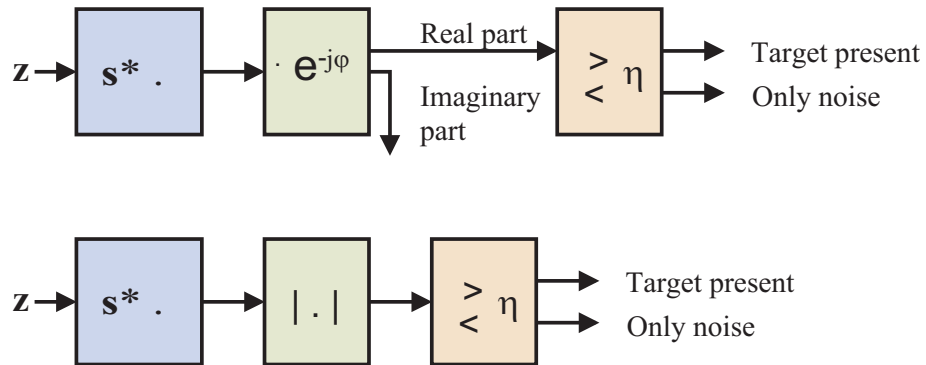 z
s* .
· e-jφ
Real part
Imaginary
part
>
< η
Target present
Only noise
z
s* .
| . |
>
< η
Target present
Only noise